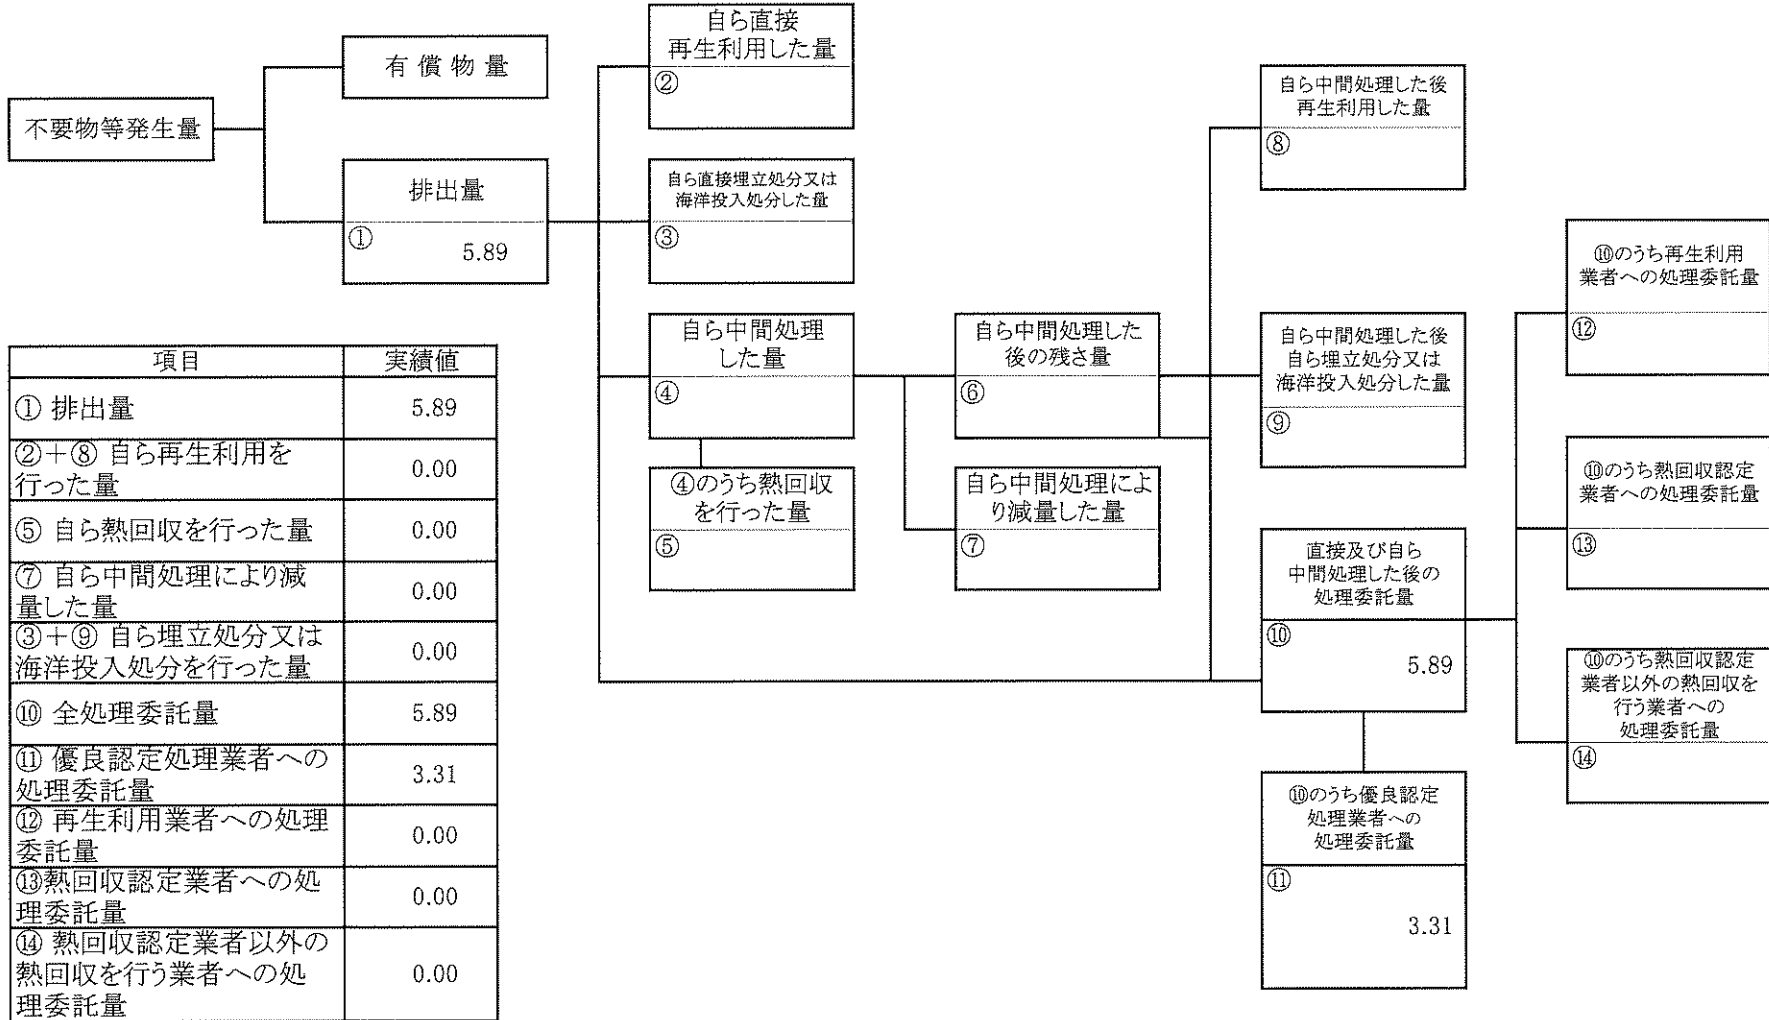 不要物等発生量
有償物量
排出量
①
5.89
自ら直接
再生利用した量
②
自ら直接埋立処分又は
海洋投入処分した量
③
自ら中間処理
した量
④
④のうち熱回収
を行った量
⑤
自ら中間処理した
後の残さ量
⑥
自ら中間処理によ
り減量した量
⑦
自ら中間処理した後
再生利用した量
⑧
自ら中間処理した後
自ら埋立処分又は
海洋投入処分した量
⑨
直接及び自ら
中間処理した後の
処理委託量
⑩
5.89
⑩のうち優良認定
処理業者への
処理委託量
⑪
3.31
⑩のうち再生利用
業者への処理委託量
⑫
⑩のうち熱回収認定
業者への処理委託量
⑬
⑩のうち熱回収認定
業者以外の熱回収を
行う業者への
処理委託量
⑭
項目 実績値
① 排出量 5.89
②+⑧ 自ら再生利用を
行った量 0.00
⑤ 自ら熱回収を行った量 0.00
⑦ 自ら中間処理により減
量した量 0.00
③+⑨ 自ら埋立処分又は
海洋投入処分を行った量 0.00
⑩ 全処理委託量 5.89
⑪ 優良認定処理業者への
処理委託量 3.31
⑫ 再生利用業者への処理
委託量 0.00
⑬熱回収認定業者への処
理委託量 0.00
⑭ 熱回収認定業者以外の
熱回収を行う業者への処
理委託量 0.00